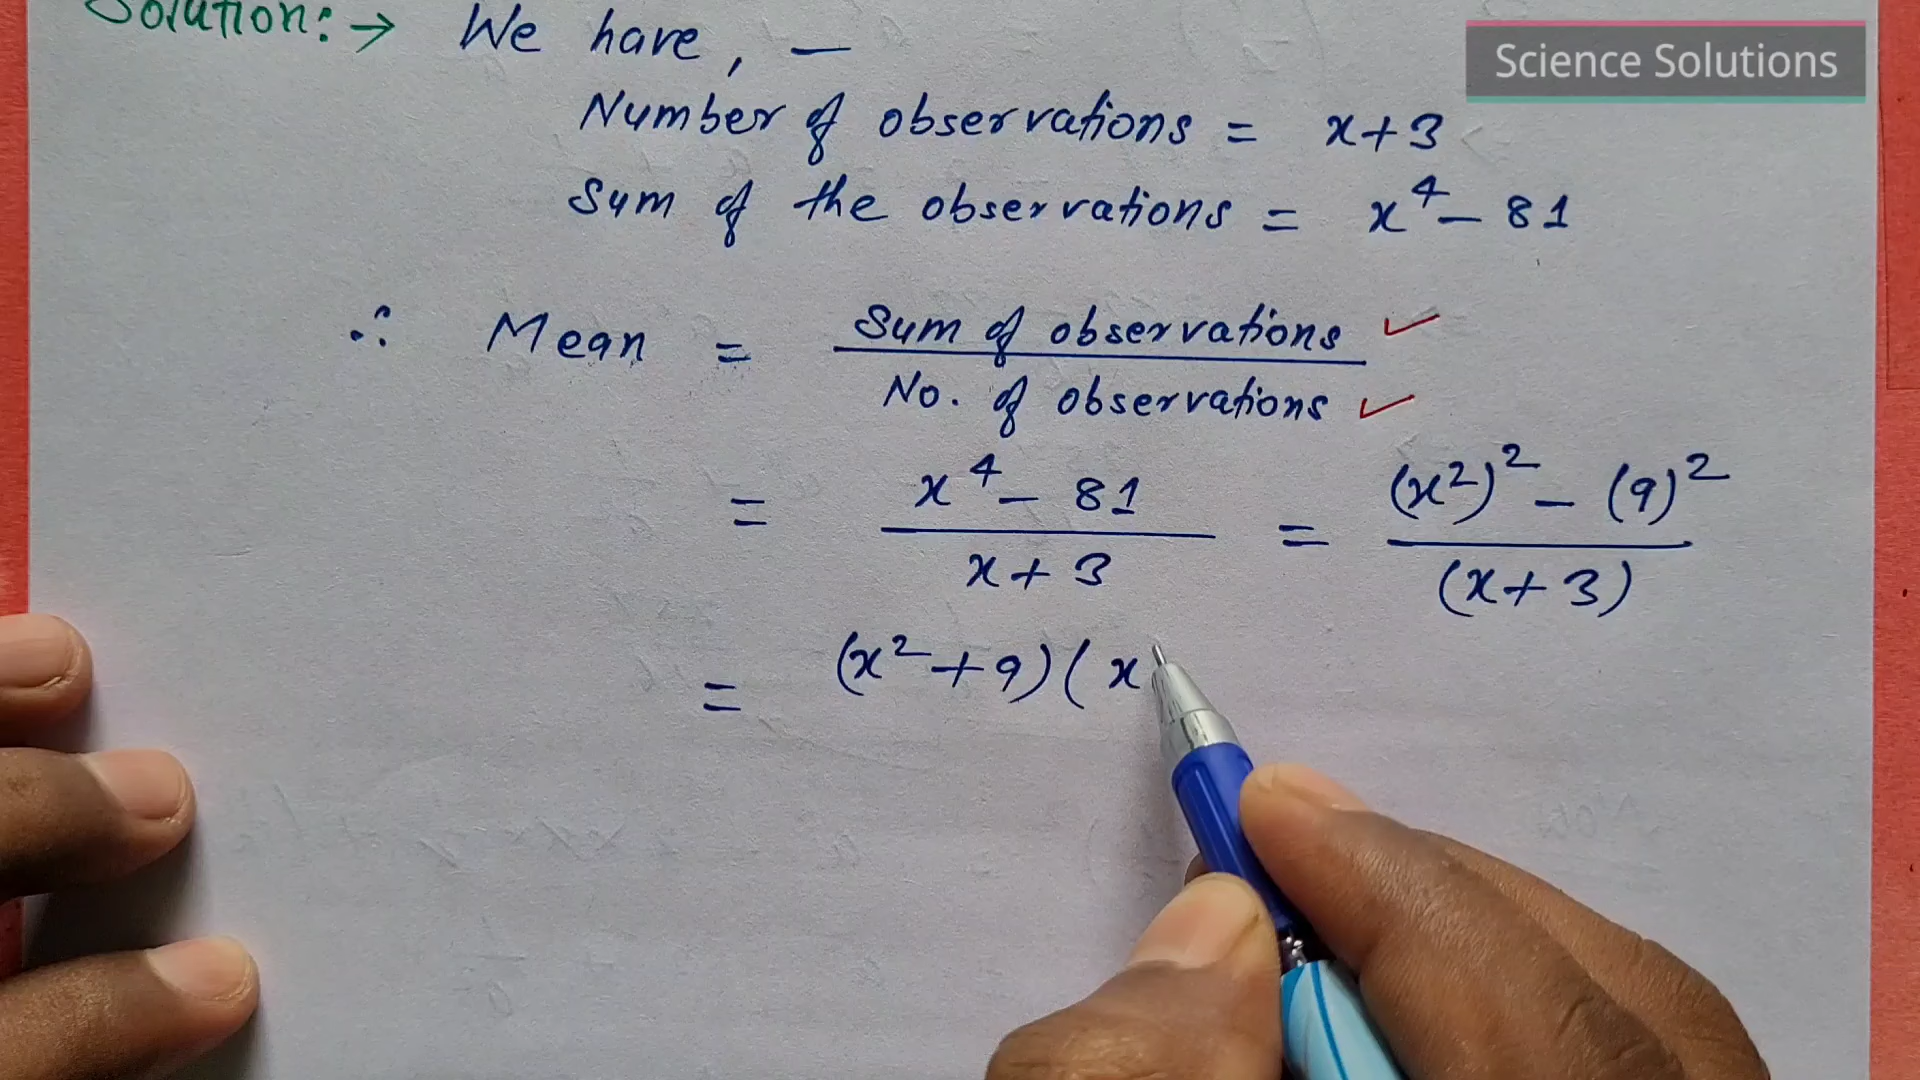 Solution:→ We have, —
Science Solutions
Number of observations = x+3
Sum of the observations = x⁴ - 81
∴ Mean = Sum of observations ✓
No. of observations ✓
= x⁴ - 81 / x + 3 = (x²)² - (9)² / (x+3)
= (x² + 9) ( x